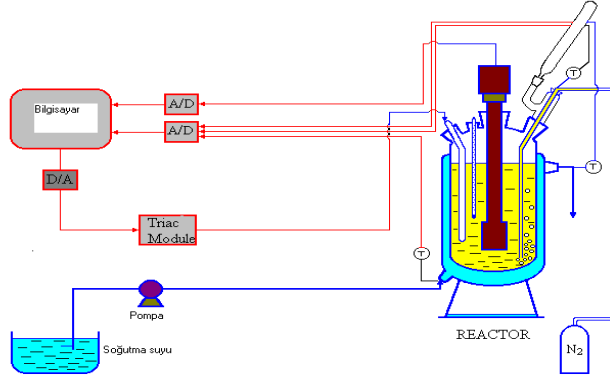 T
Bilgisayar
A/D
A/D
T
D/A
Triac
Module
T
Pompa
REACTOR
Soğutma suyu
N2